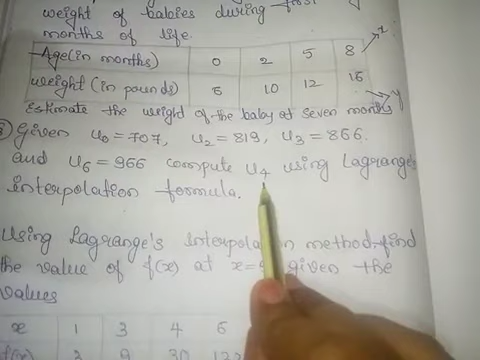 weight of babies during first
months of life.
Age (in months) 0 2 5 8 x
weight (in pounds) 6 10 12 16 y
Estimate the weight of the baby at seven months
Given u0 = 707, u2 = 819, u3 = 866.
and u6 = 966 compute u4 using Lagrange's
interpolation formula.
Using Lagrange's interpolation method find
the value of f(x) at x= given the
values
x 1 3 4 6
f(x) 9 30